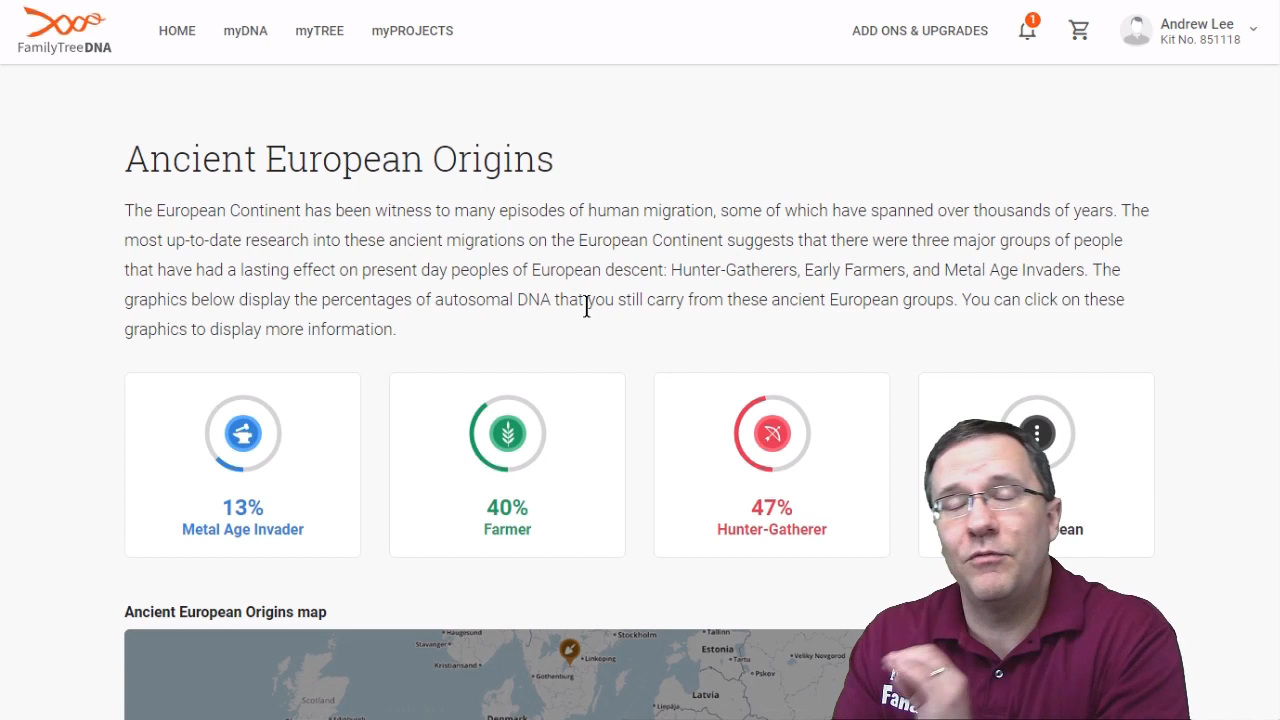 FamilyTreeDNA
HOME
myDNA
myTREE
myPROJECTS
ADD ONS & UPGRADES
1
Andrew Lee
Kit No. 851118
Ancient European Origins
The European Continent has been witness to many episodes of human migration, some of which have spanned over thousands of years. The
most up-to-date research into these ancient migrations on the European Continent suggests that there were three major groups of people
that have had a lasting effect on present day peoples of European descent: Hunter-Gatherers, Early Farmers, and Metal Age Invaders. The
graphics below display the percentages of autosomal DNA that you still carry from these ancient European groups. You can click on these
graphics to display more information.
13%
Metal Age Invader
40%
Farmer
47%
Hunter-Gatherer
ean
Ancient European Origins map
Haugesund
Stockholm
Tallinn
Stavanger
Estonia
Veliky Novgorod
Kristiansand
Linköping
Tartu
Gothenburg
Pskov
Scotland
Latvia
Liepāja
Edinburgh
Denmark
Fana